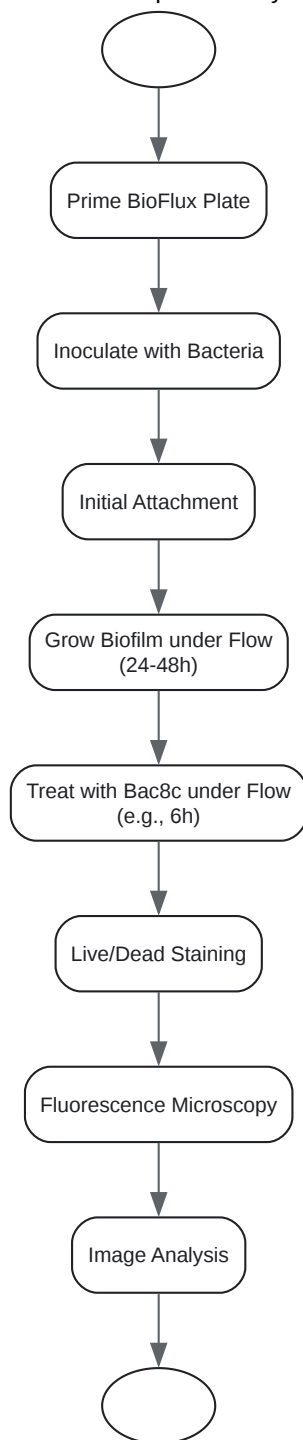 Prime BioFlux Plate
Inoculate with Bacteria
Initial Attachment
Grow Biofilm under Flow
(24-48h)
Treat with Bac8c under Flow
(e.g., 6h)
Live/Dead Staining
Fluorescence Microscopy
Image Analysis